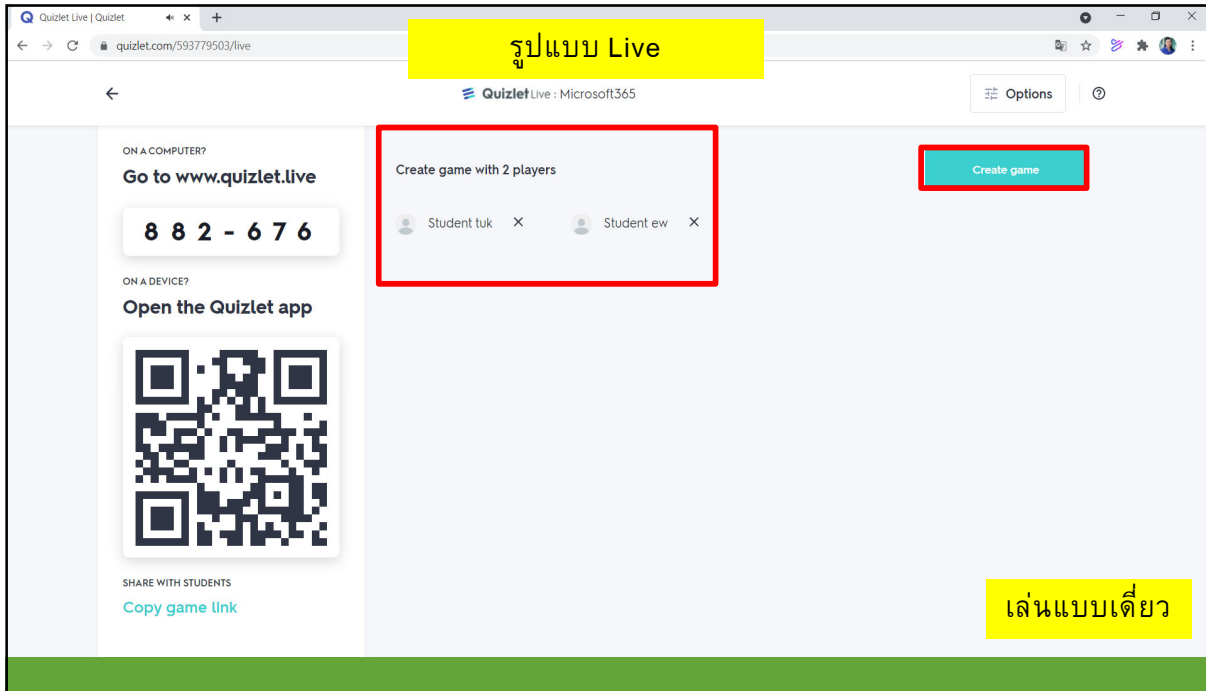 Quizlet Live | Quizlet
quizlet.com/593779503/live
รูปแบบ Live
Quizlet Live : Microsoft365
Options
ON A COMPUTER?
Go to www.quizlet.live
882-676
ON A DEVICE?
Open the Quizlet app
SHARE WITH STUDENTS
Copy game link
Create game with 2 players
Student tuk
Student ew
Create game
เล่นแบบเดี่ยว